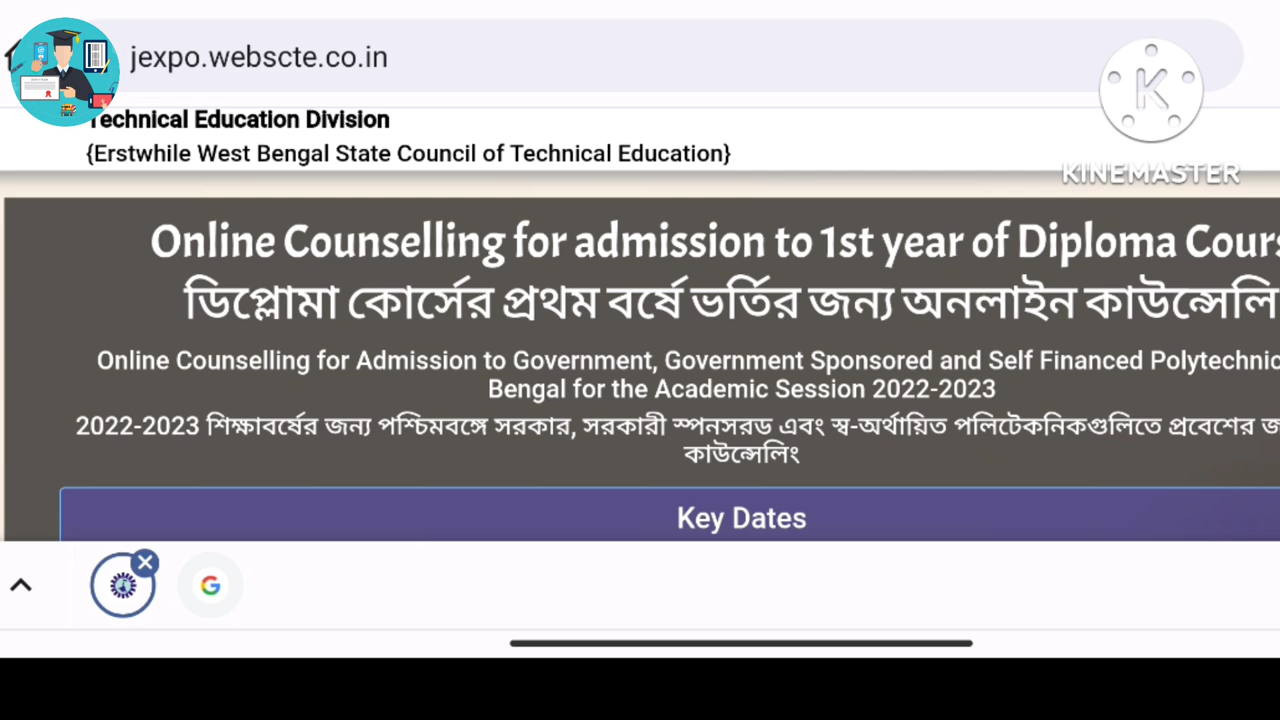 jexpo.webscte.co.in
Technical Education Division
{Erstwhile West Bengal State Council of Technical Education}
KINEMASTER
Online Counselling for admission to 1st year of Diploma Cours
ডিপ্লোমা কোর্সের প্রথম বর্ষে ভর্তির জন্য অনলাইন কাউন্সেলি
Online Counselling for Admission to Government, Government Sponsored and Self Financed Polytechnic
Bengal for the Academic Session 2022-2023
2022-2023 শিক্ষাবর্ষের জন্য পশ্চিমবঙ্গে সরকার, সরকারী স্পনসরড এবং স্ব-অর্থায়িত পলিটেকনিকগুলিতে প্রবেশের জ
কাউন্সেলিং
Key Dates